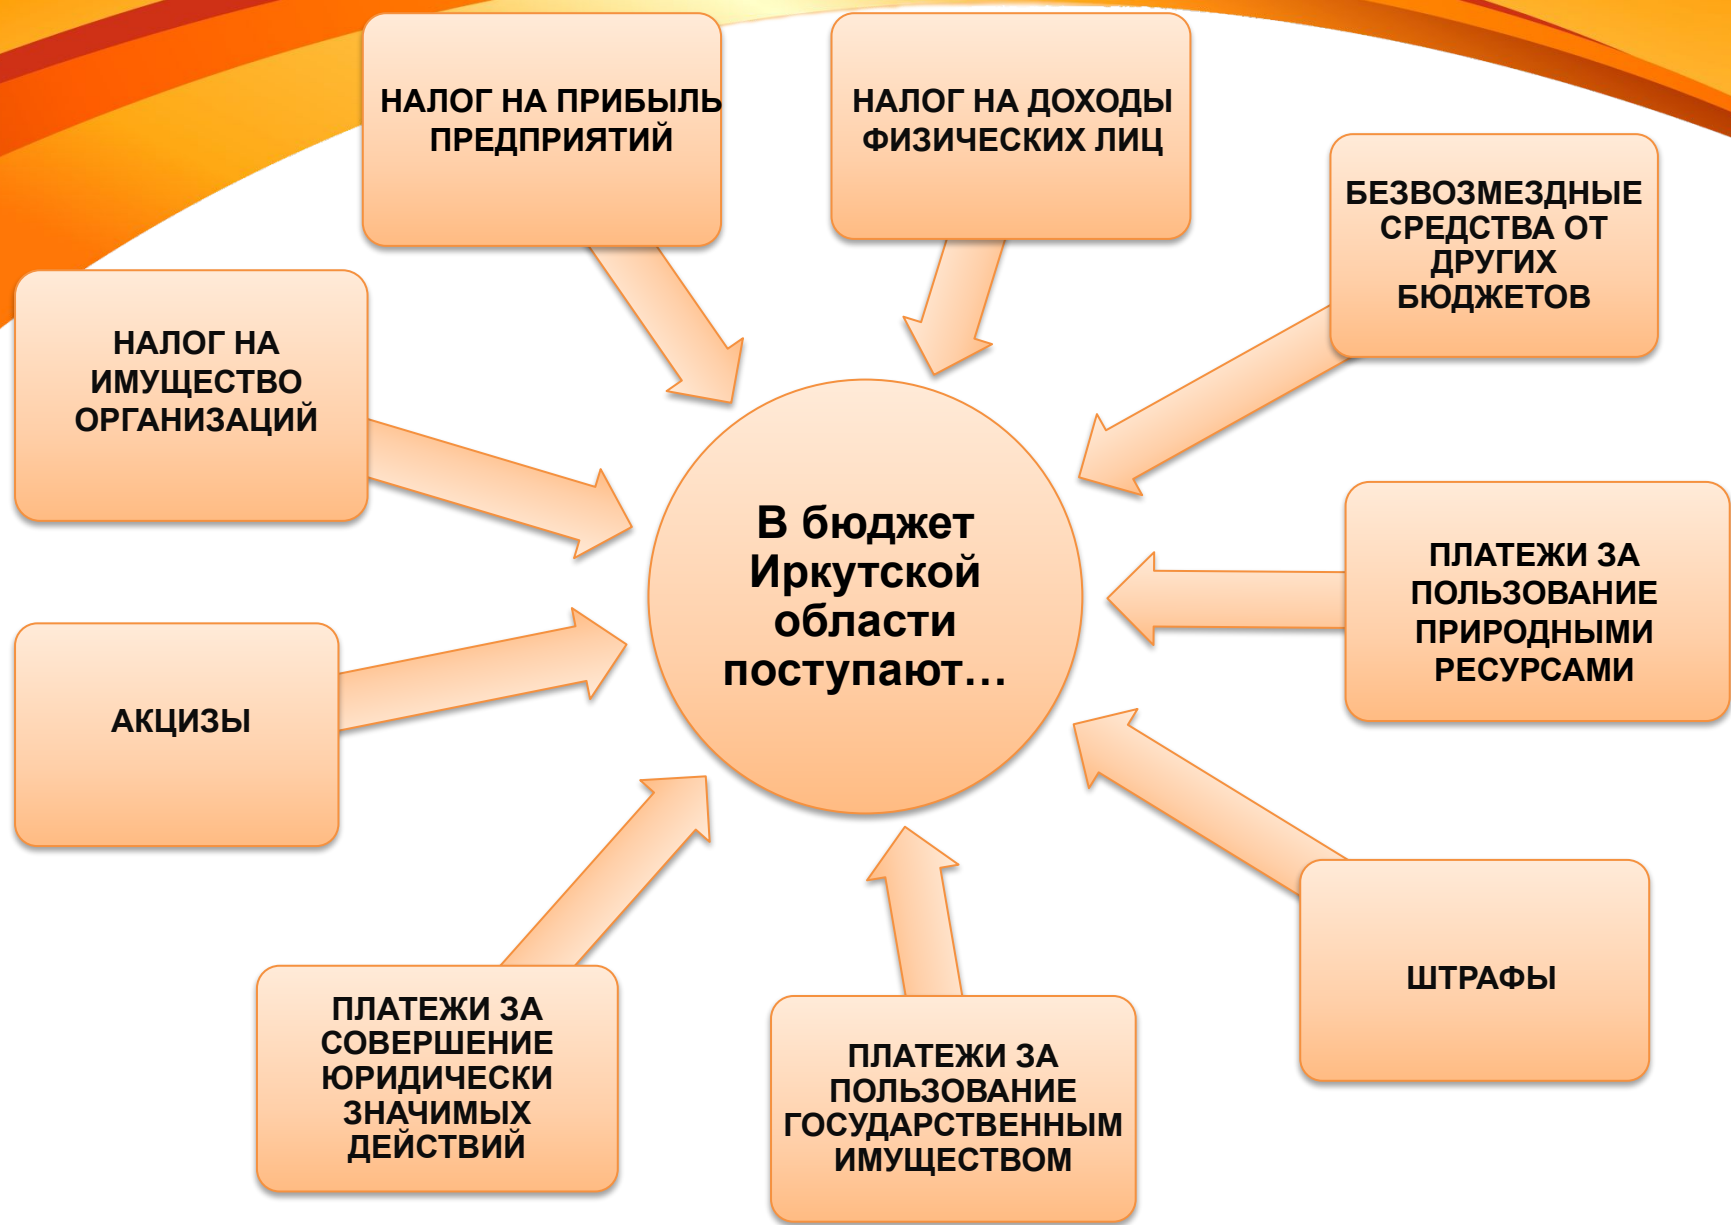 НАЛОГ НА ПРИБЫЛЬ
ПРЕДПРИЯТИЙ
НАЛОГ НА ДОХОДЫ
ФИЗИЧЕСКИХ ЛИЦ
БЕЗВОЗМЕЗДНЫЕ
СРЕДСТВА ОТ
ДРУГИХ
БЮДЖЕТОВ
НАЛОГ НА
ИМУЩЕСТВО
ОРГАНИЗАЦИЙ
В бюджет
Иркутской
области
поступают…
ПЛАТЕЖИ ЗА
ПОЛЬЗОВАНИЕ
ПРИРОДНЫМИ
РЕСУРСАМИ
АКЦИЗЫ
ШТРАФЫ
ПЛАТЕЖИ ЗА
СОВЕРШЕНИЕ
ЮРИДИЧЕСКИ
ЗНАЧИМЫХ
ДЕЙСТВИЙ
ПЛАТЕЖИ ЗА
ПОЛЬЗОВАНИЕ
ГОСУДАРСТВЕННЫМ
ИМУЩЕСТВОМ